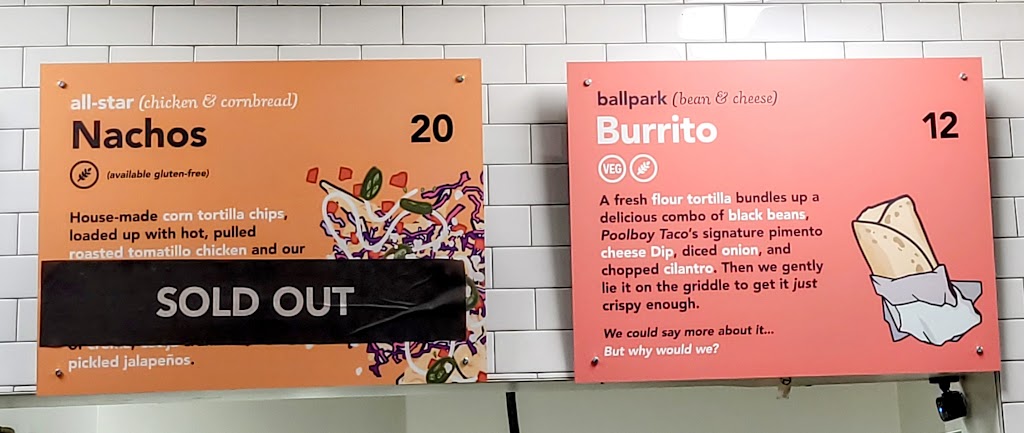 all-star (chicken & cornbread)
Nachos
20
(available gluten-free)
House-made corn tortilla chips,
loaded up with hot, pulled
roasted tomatillo chicken and our
SOLD OUT
pickled jalapeños.
ballpark (bean & cheese)
Burrito
12
VEG
A fresh flour tortilla bundles up a
delicious combo of black beans,
Poolboy Taco's signature pimento
cheese Dip, diced onion, and
chopped cilantro. Then we gently
lie it on the griddle to get it just
crispy enough.
We could say more about it...
But why would we?